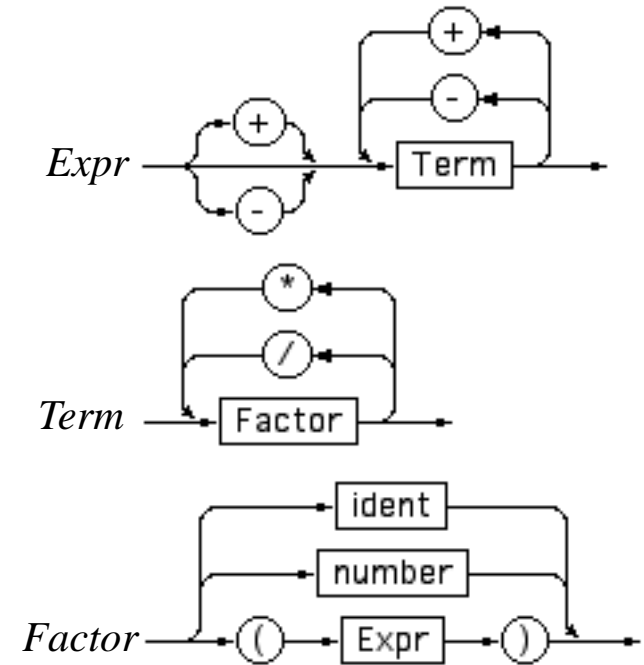 +
-
+
Expr Term
-
*
/
Term Factor
ident
number
Factor ( Expr )